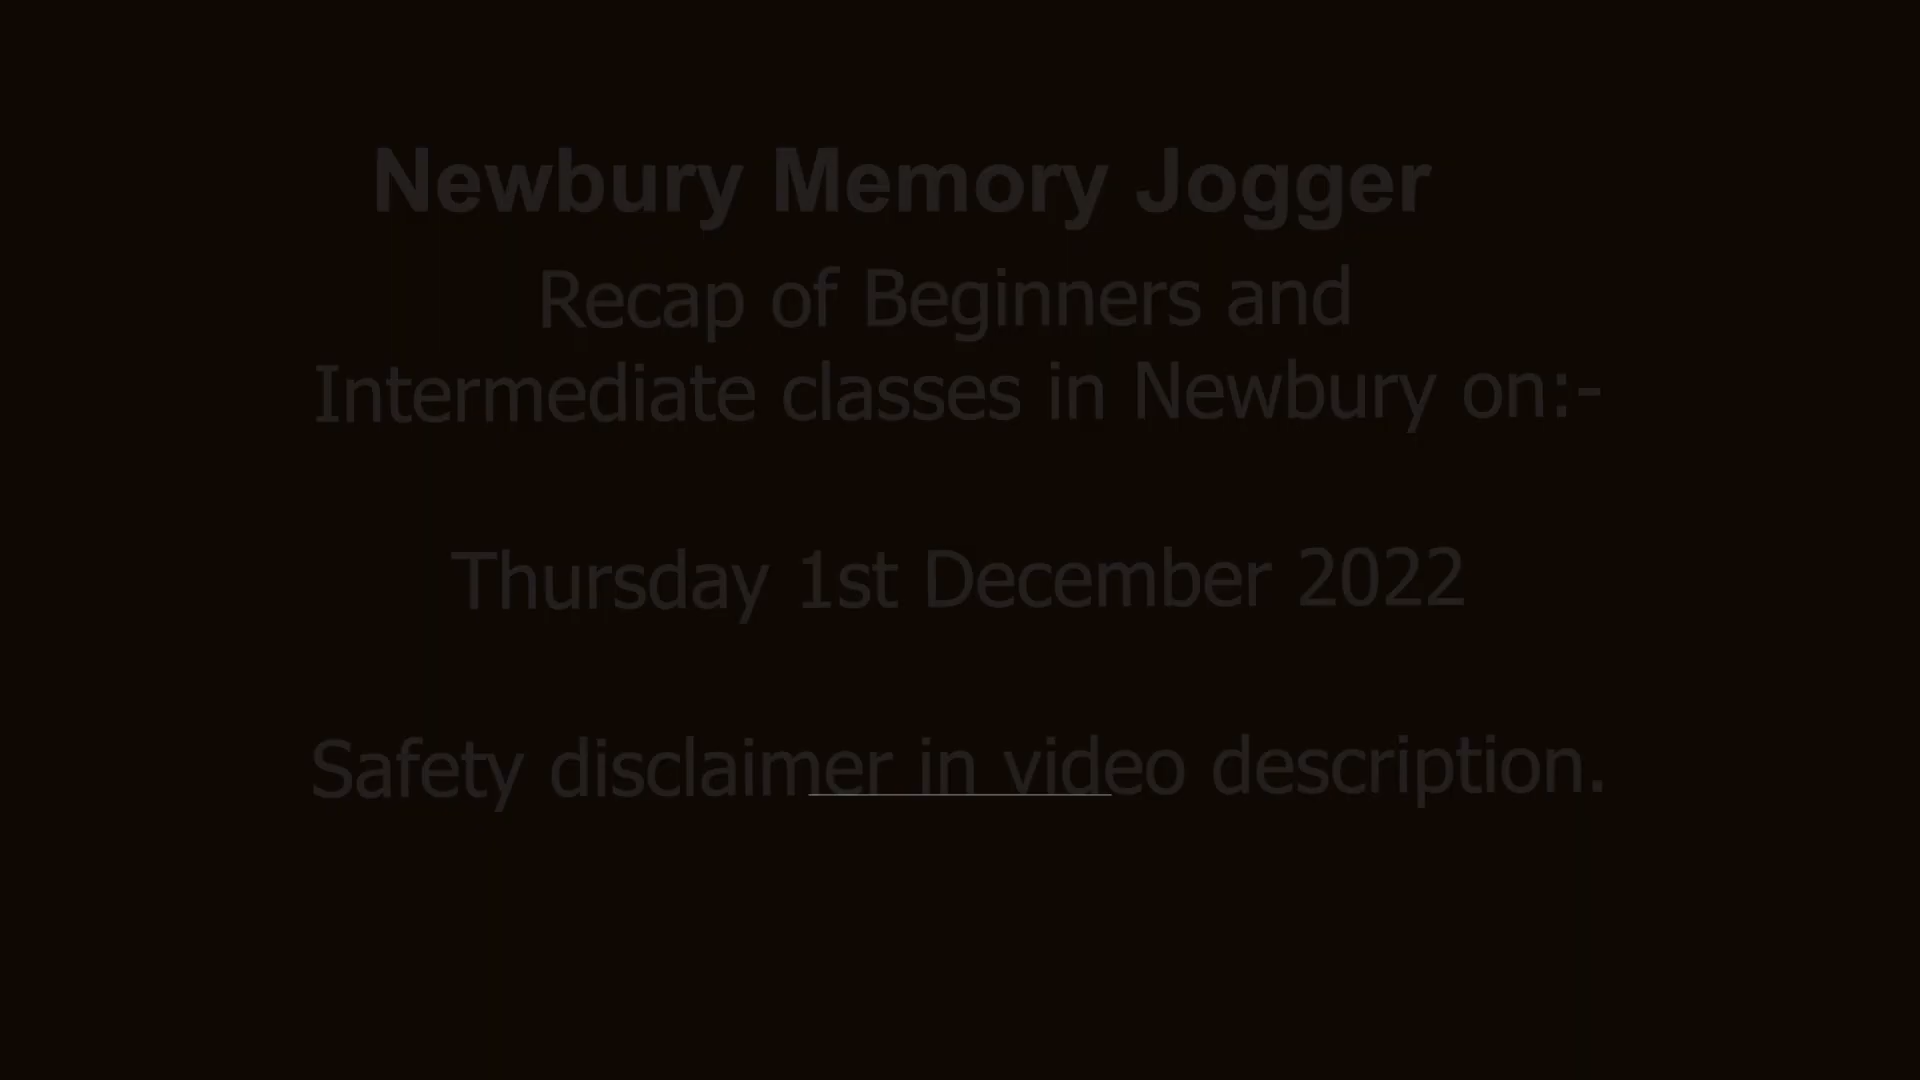 Newbury Memory Jogger
Recap of Beginners and
Intermediate classes in Newbury on:-
Thursday 1st December 2022
Safety disclaimer in video description.